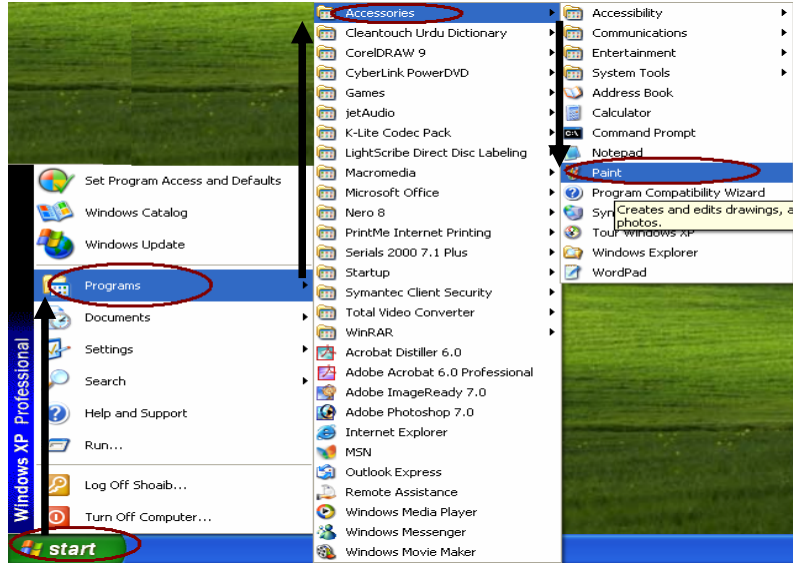 Set Program Access and Defaults
Windows Catalog
Windows Update
Programs
Documents
Settings
Search
Help and Support
Run...
Log Off Shoaib...
Turn Off Computer...
Windows XP Professional
start
Accessories
Cleantouch Urdu Dictionary
CorelDRAW 9
CyberLink PowerDVD
Games
jetAudio
K-Lite Codec Pack
LightScribe Direct Disc Labeling
Macromedia
Microsoft Office
Nero 8
PrintMe Internet Printing
Serials 2000 7.1 Plus
Startup
Symantec Client Security
Total Video Converter
WinRAR
Acrobat Distiller 6.0
Adobe Acrobat 6.0 Professional
Adobe ImageReady 7.0
Adobe Photoshop 7.0
Internet Explorer
MSN
Outlook Express
Remote Assistance
Windows Media Player
Windows Messenger
Windows Movie Maker
Accessibility
Communications
Entertainment
System Tools
Address Book
Calculator
Command Prompt
Notepad
Paint
Program Compatibility Wizard
Syn
Creates and edits drawings, a
photos.
Tour Windows XP
Windows Explorer
WordPad